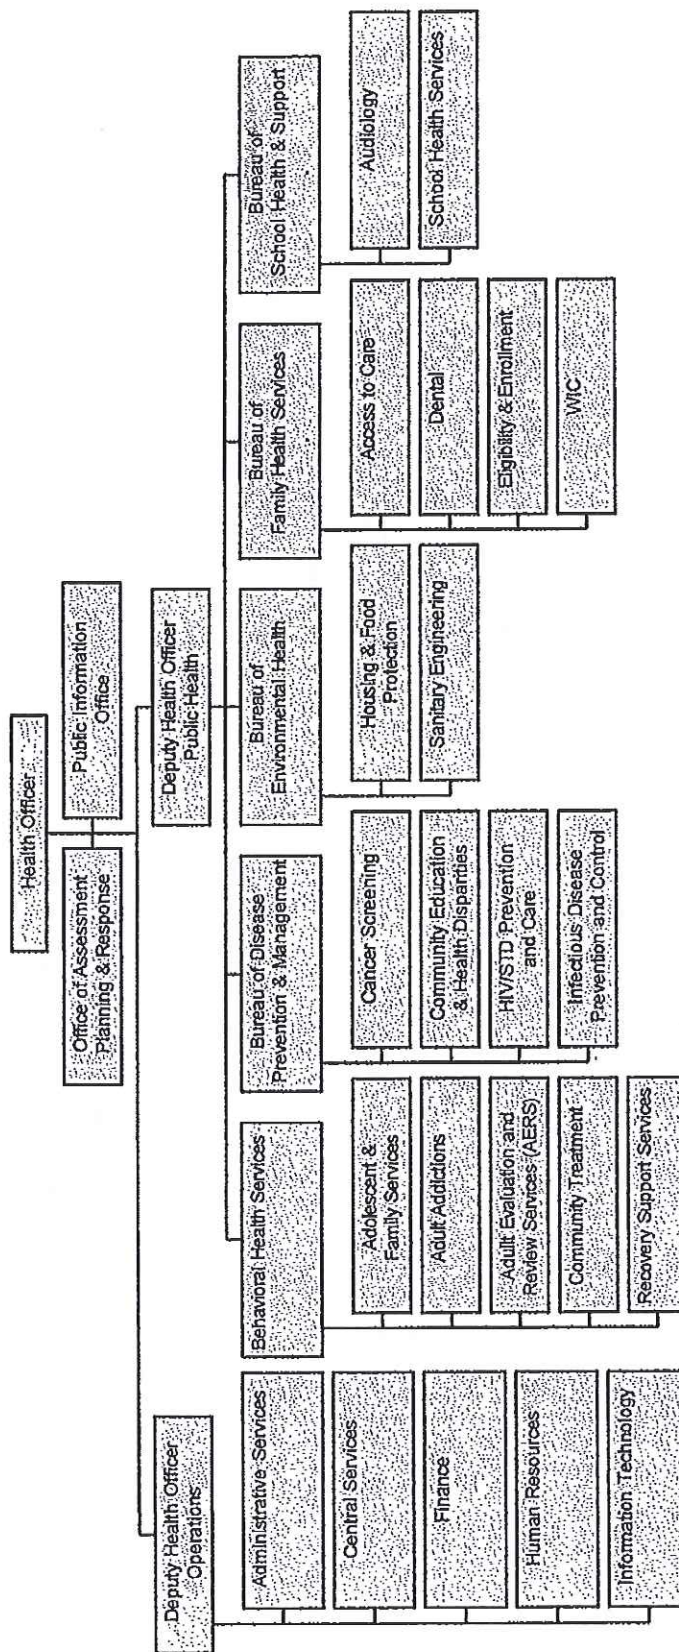 Health Officer
Office of Assessment
Planning & Response
Public Information
Office
Deputy Health Officer
Operations
Deputy Health Officer
Public Health
Administrative Services
Central Services
Finance
Human Resources
Information Technology
Behavioral Health Services
Adolescent &
Family Services
Adult Addictions
Adult Evaluation and
Review Services (AERS)
Community Treatment
Recovery Support Services
Bureau of Disease
Prevention & Management
Cancer Screening
Community Education
& Health Disparities
HIV/STD Prevention
and Care
Infectious Disease
Prevention and Control
Bureau of
Environmental Health
Housing & Food
Protection
Sanitary Engineering
Bureau of
Family Health Services
Access to Care
Dental
Eligibility & Enrollment
WIC
Bureau of
School Health & Support
Audiology
School Health Services